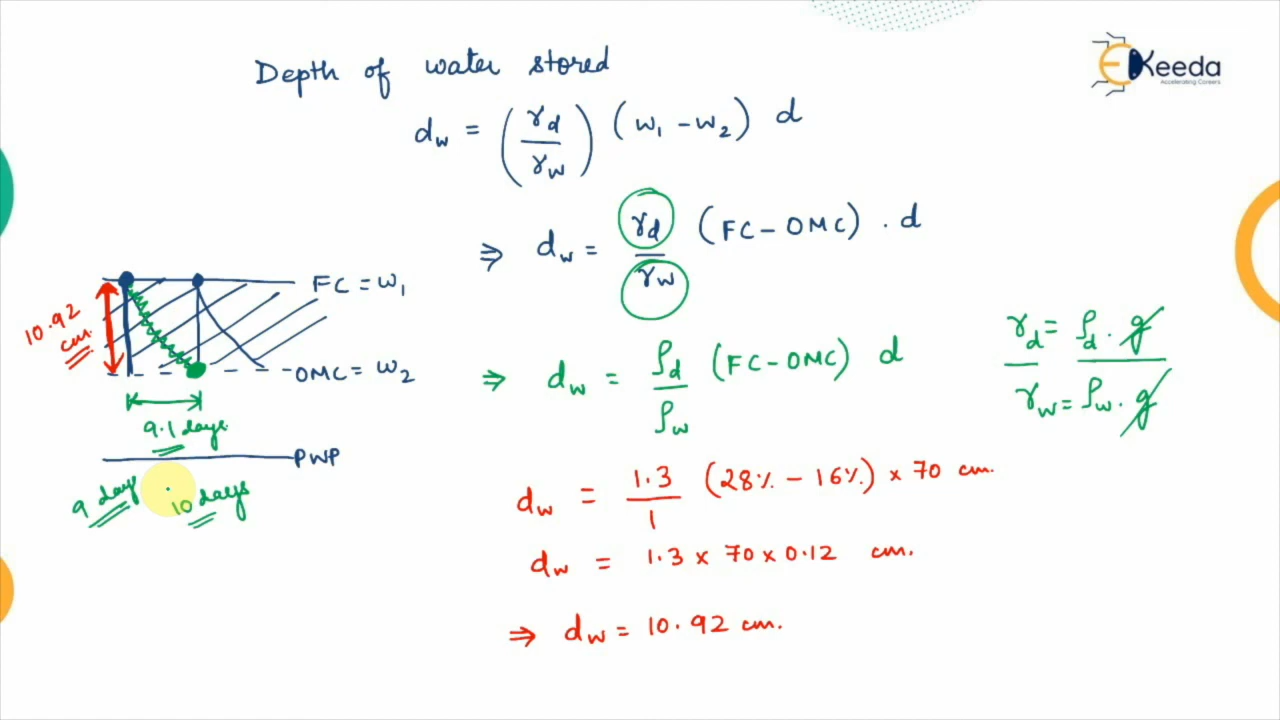 Depth of water stored
EKeeda
Accelerating Careers
dw = (γd / γw) (w1 - w2) d
⇒ dw = γd / γw (FC - OMC) . d
FC = w1
10.92 cm.
OMC = w2
9.1 days
PWP
9 day
10 days
⇒ dw = ρd / ρw (FC - OMC) d
γd = ρd . g
γw = ρw . g
dw = 1.3 / 1 (28% - 16%) × 70 cm.
dw = 1.3 × 70 × 0.12 cm.
⇒ dw = 10.92 cm.